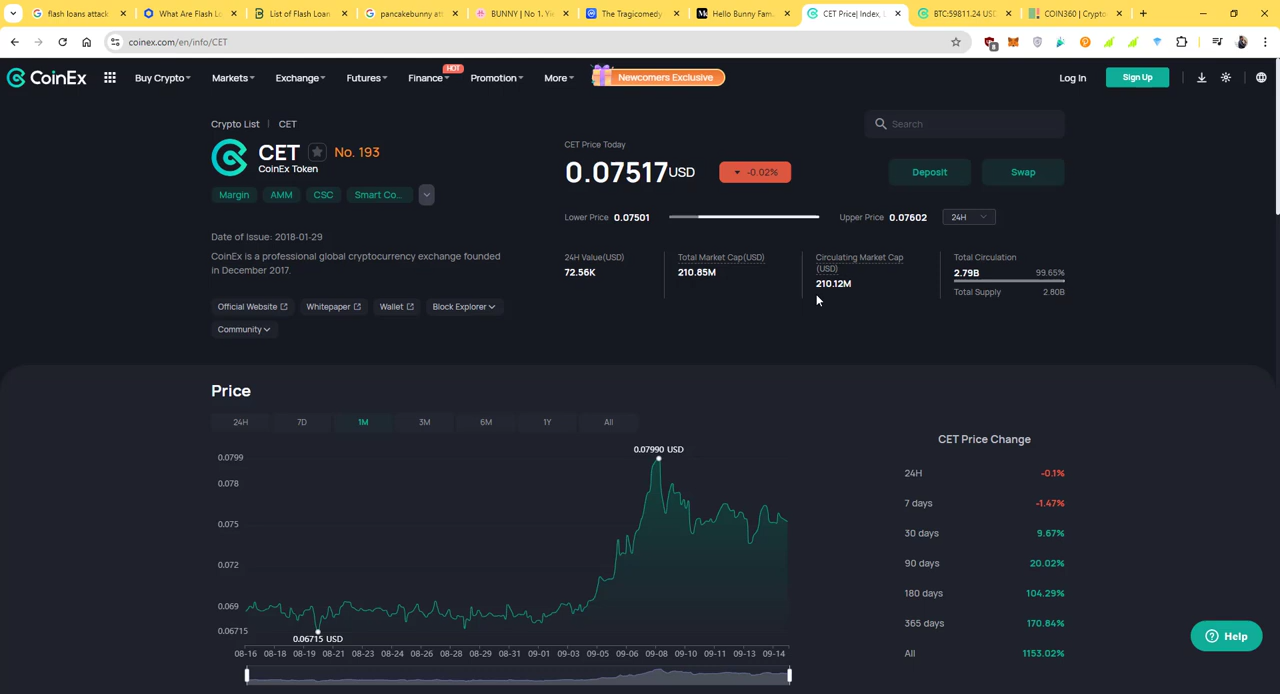 flash loans attack
What Are Flash Lo
List of Flash Loan
pancakebunny at
BUNNY | No 1. Yie
The Tragicomedy
Hello Bunny Fam
CET Price| Index, L
BTC:59811.24 USD
COIN360 | Crypto
coinex.com/en/info/CET
CoinEx
Buy Crypto
Markets
Exchange
Futures
Finance
HOT
Promotion
More
Newcomers Exclusive
Log In
Sign Up
Crypto List | CET
Search
CET
No. 193
CoinEx Token
CET Price Today
0.07517USD
-0.02%
Deposit
Swap
Margin
AMM
CSC
Smart Co...
Lower Price 0.07501
Upper Price 0.07602
24H
Date of Issue: 2018-01-29
CoinEx is a professional global cryptocurrency exchange founded
in December 2017.
24H Value(USD)
72.56K
Total Market Cap(USD)
210.85M
Circulating Market Cap
(USD)
210.12M
Total Circulation
2.79B 99.65%
Total Supply 2.80B
Official Website
Whitepaper
Wallet
Block Explorer
Community
Price
24H
7D
1M
3M
6M
1Y
All
0.07990 USD
0.0799
0.078
0.075
0.072
0.069
0.06715
0.06715 USD
08-16 08-18 08-19 08-21 08-23 08-24 08-26 08-28 08-29 08-31 09-01 09-03 09-05 09-06 09-08 09-10 09-11 09-13 09-14
CET Price Change
24H -0.1%
7 days -1.47%
30 days 9.67%
90 days 20.02%
180 days 104.29%
365 days 170.84%
All 1153.02%
Help